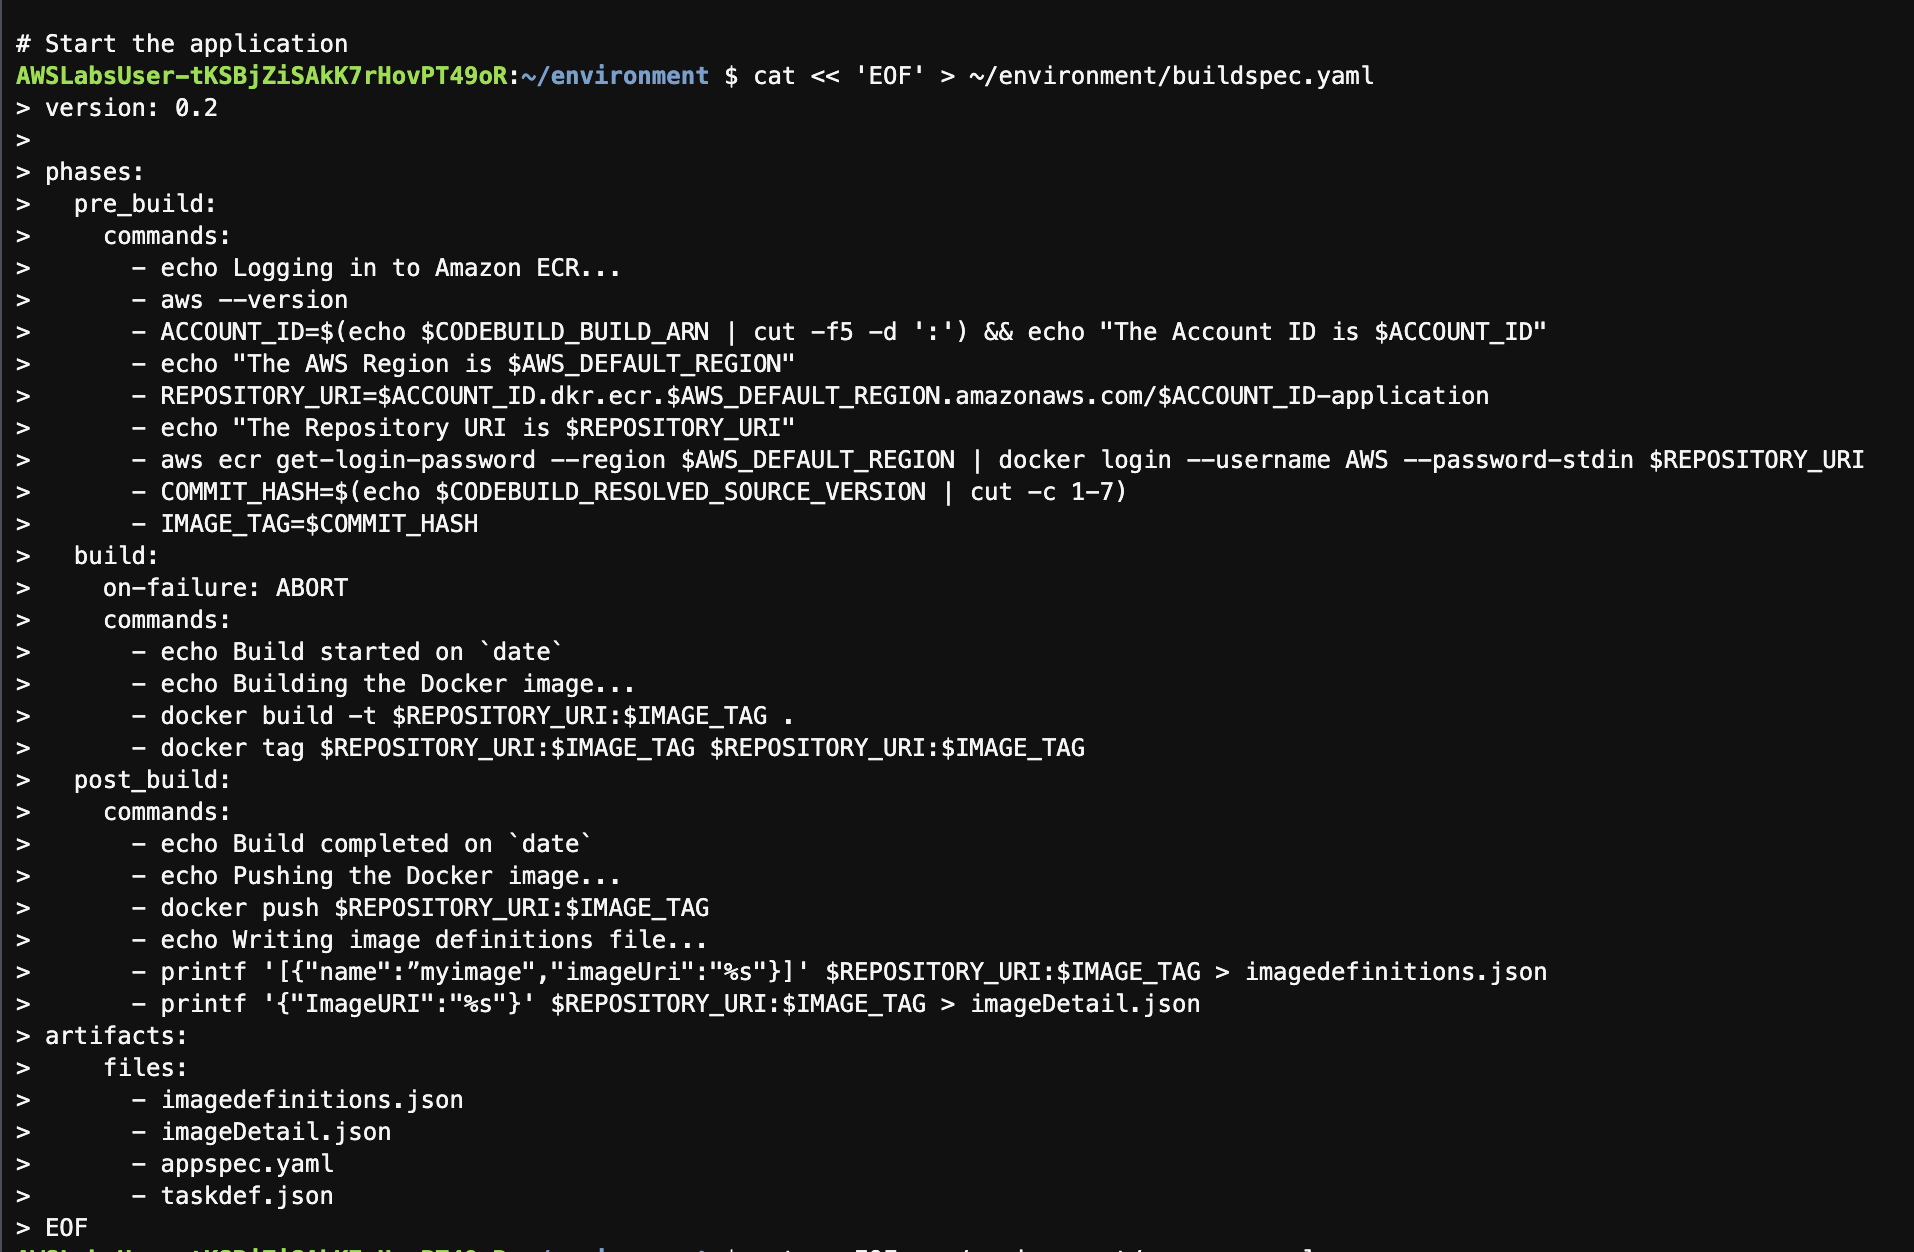 # Start the application
AWSLabsUser-tKSBjZiSAkK7rHovPT49oR:~/environment $ cat << 'EOF' > ~/environment/buildspec.yaml
> version: 0.2
>
> phases:
>   pre_build:
>     commands:
>       - echo Logging in to Amazon ECR...
>       - aws --version
>       - ACCOUNT_ID=$(echo $CODEBUILD_BUILD_ARN | cut -f5 -d ':') && echo "The Account ID is $ACCOUNT_ID"
>       - echo "The AWS Region is $AWS_DEFAULT_REGION"
>       - REPOSITORY_URI=$ACCOUNT_ID.dkr.ecr.$AWS_DEFAULT_REGION.amazonaws.com/$ACCOUNT_ID-application
>       - echo "The Repository URI is $REPOSITORY_URI"
>       - aws ecr get-login-password --region $AWS_DEFAULT_REGION | docker login --username AWS --password-stdin $REPOSITORY_URI
>       - COMMIT_HASH=$(echo $CODEBUILD_RESOLVED_SOURCE_VERSION | cut -c 1-7)
>       - IMAGE_TAG=$COMMIT_HASH
>   build:
>     on-failure: ABORT
>     commands:
>       - echo Build started on `date`
>       - echo Building the Docker image...
>       - docker build -t $REPOSITORY_URI:$IMAGE_TAG .
>       - docker tag $REPOSITORY_URI:$IMAGE_TAG $REPOSITORY_URI:$IMAGE_TAG
>   post_build:
>     commands:
>       - echo Build completed on `date`
>       - echo Pushing the Docker image...
>       - docker push $REPOSITORY_URI:$IMAGE_TAG
>       - echo Writing image definitions file...
>       - printf '[{"name":”myimage","imageUri":"%s"}]' $REPOSITORY_URI:$IMAGE_TAG > imagedefinitions.json
>       - printf '{"ImageURI":"%s"}' $REPOSITORY_URI:$IMAGE_TAG > imageDetail.json
> artifacts:
>     files:
>       - imagedefinitions.json
>       - imageDetail.json
>       - appspec.yaml
>       - taskdef.json
> EOF